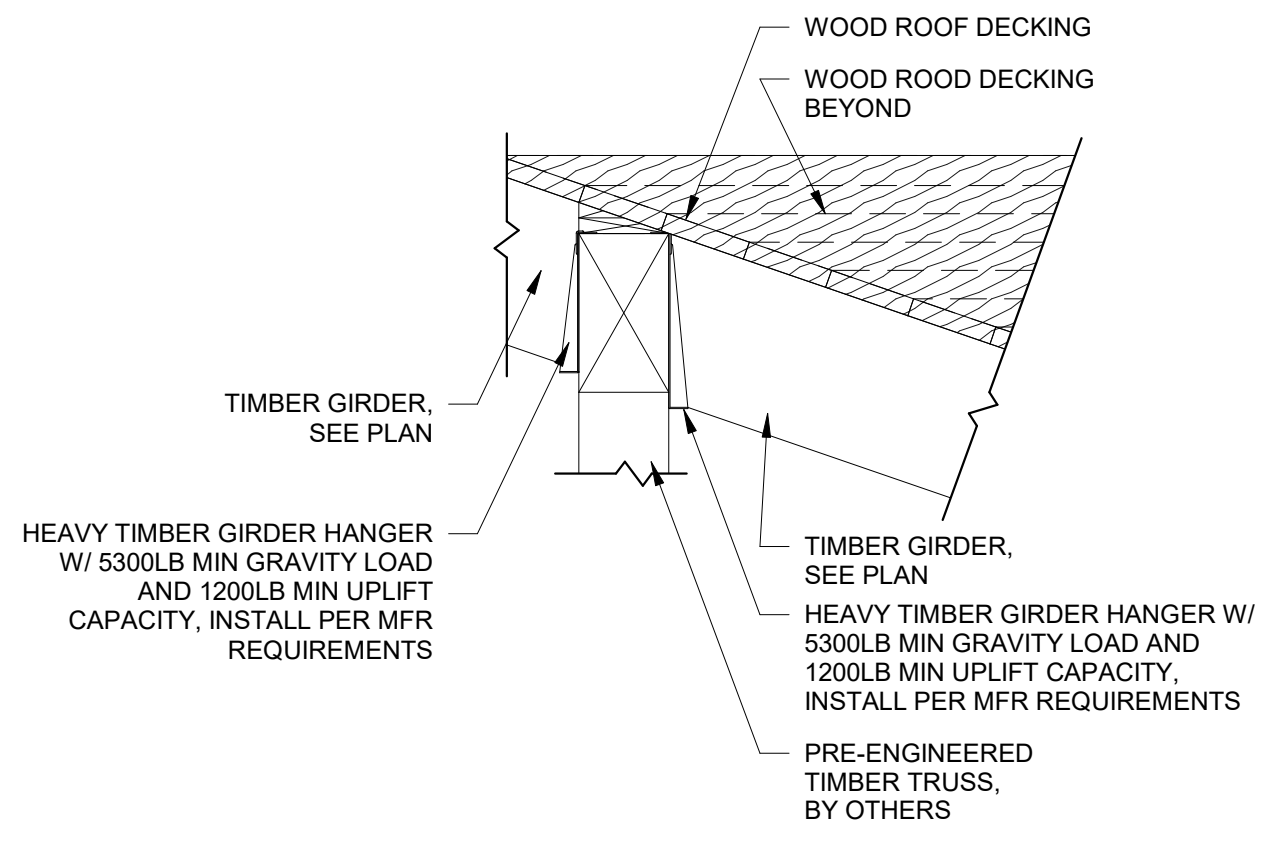 WOOD ROOF DECKING
WOOD ROOD DECKING
BEYOND
TIMBER GIRDER,
SEE PLAN
HEAVY TIMBER GIRDER HANGER
W/ 5300LB MIN GRAVITY LOAD
AND 1200LB MIN UPLIFT
CAPACITY, INSTALL PER MFR
REQUIREMENTS
TIMBER GIRDER,
SEE PLAN
HEAVY TIMBER GIRDER HANGER W/
5300LB MIN GRAVITY LOAD AND
1200LB MIN UPLIFT CAPACITY,
INSTALL PER MFR REQUIREMENTS
PRE-ENGINEERED
TIMBER TRUSS,
BY OTHERS